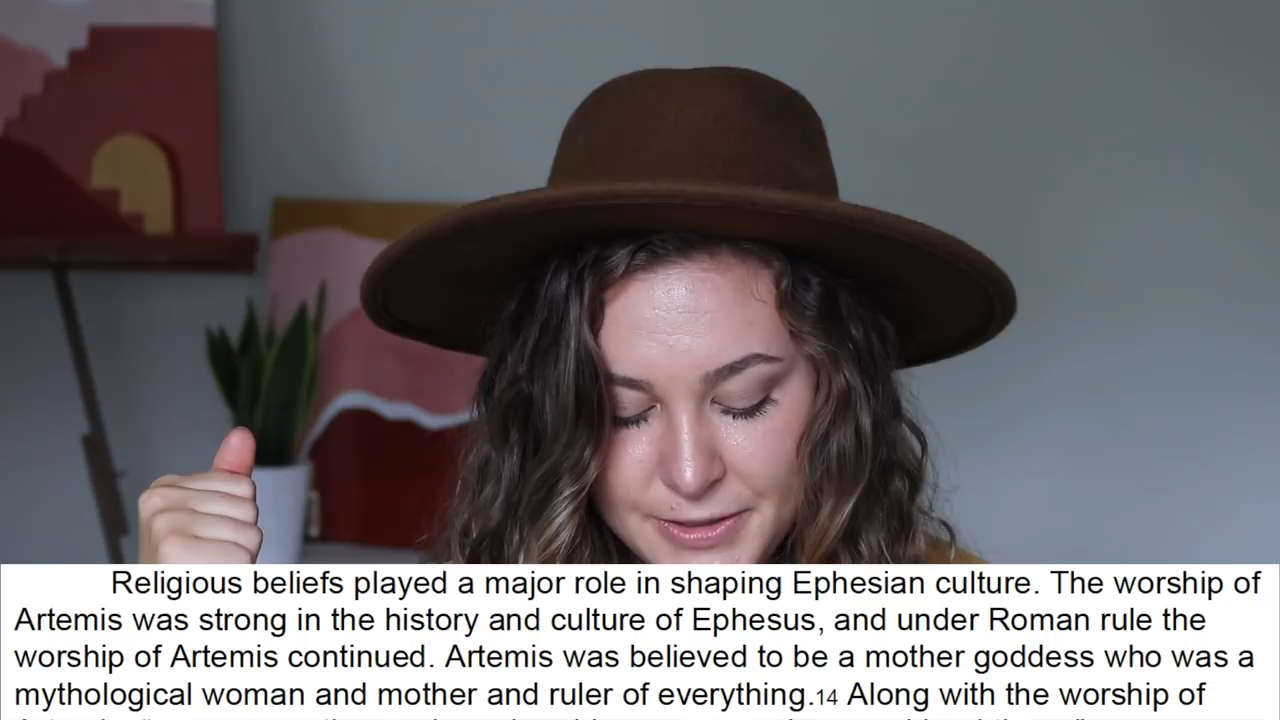 Religious beliefs played a major role in shaping Ephesian culture. The worship of
Artemis was strong in the history and culture of Ephesus, and under Roman rule the
worship of Artemis continued. Artemis was believed to be a mother goddess who was a
mythological woman and mother and ruler of everything.14 Along with the worship of